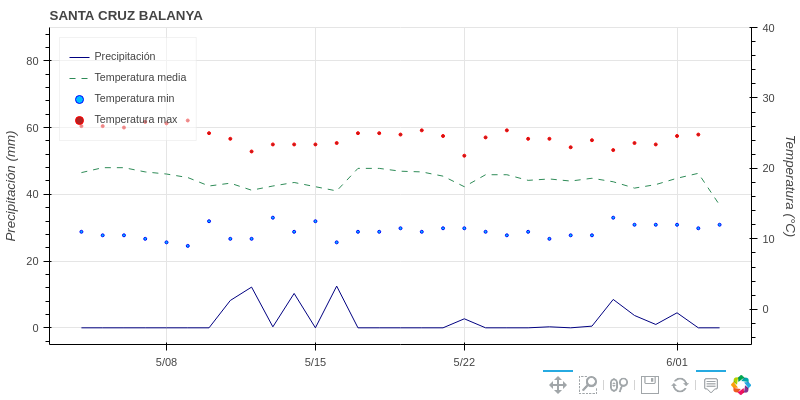 SANTA CRUZ BALANYA
Precipitación
Temperatura media
Temperatura min
Temperatura max
Precipitación (mm)
80
60
40
20
0
Temperatura (°C)
40
30
20
10
0
5/08
5/15
5/22
6/01